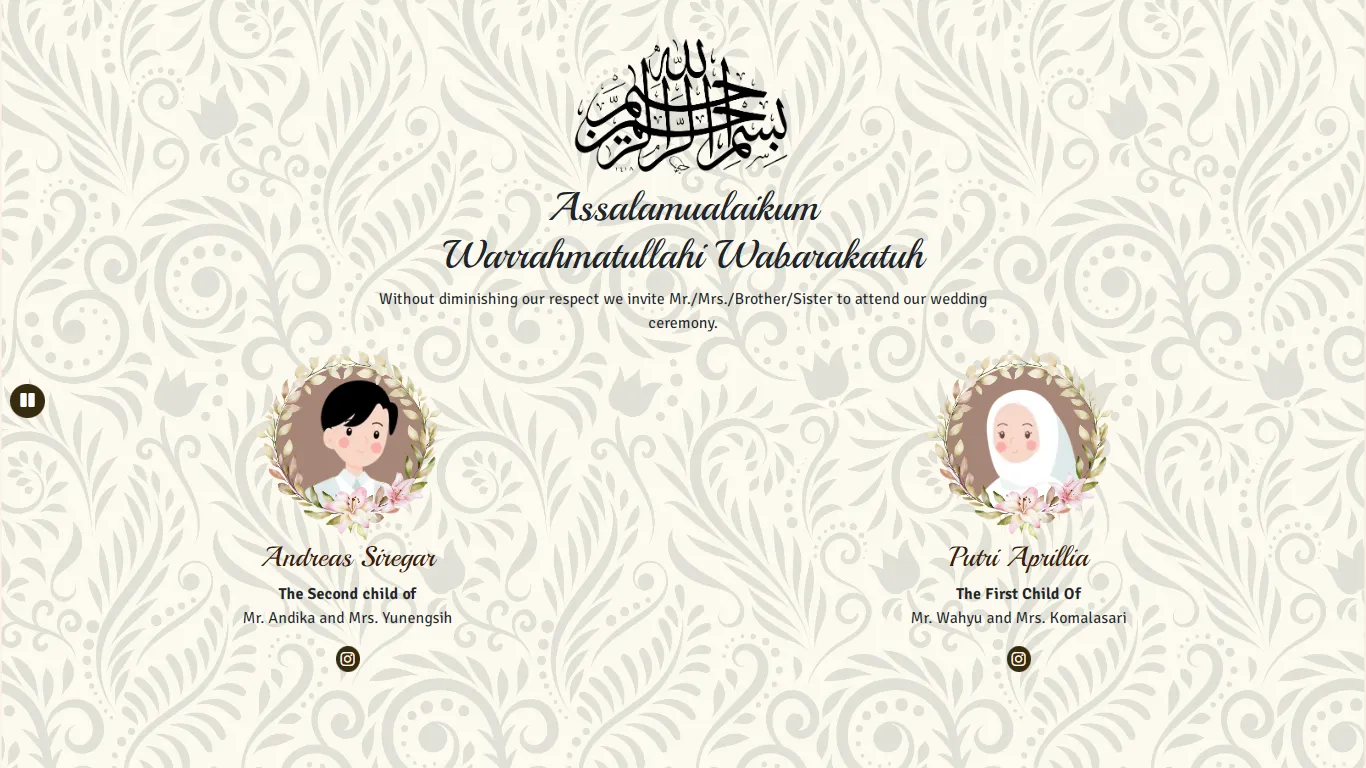 بسم الله الرحمن الرحيم
١٤١٨
Assalamualaikum
Warrahmatullahi Wabarakatuh
Without diminishing our respect we invite Mr./Mrs./Brother/Sister to attend our wedding
ceremony.
Andreas Siregar
The Second child of
Mr. Andika and Mrs. Yunengsih
Putri Aprillia
The First Child Of
Mr. Wahyu and Mrs. Komalasari